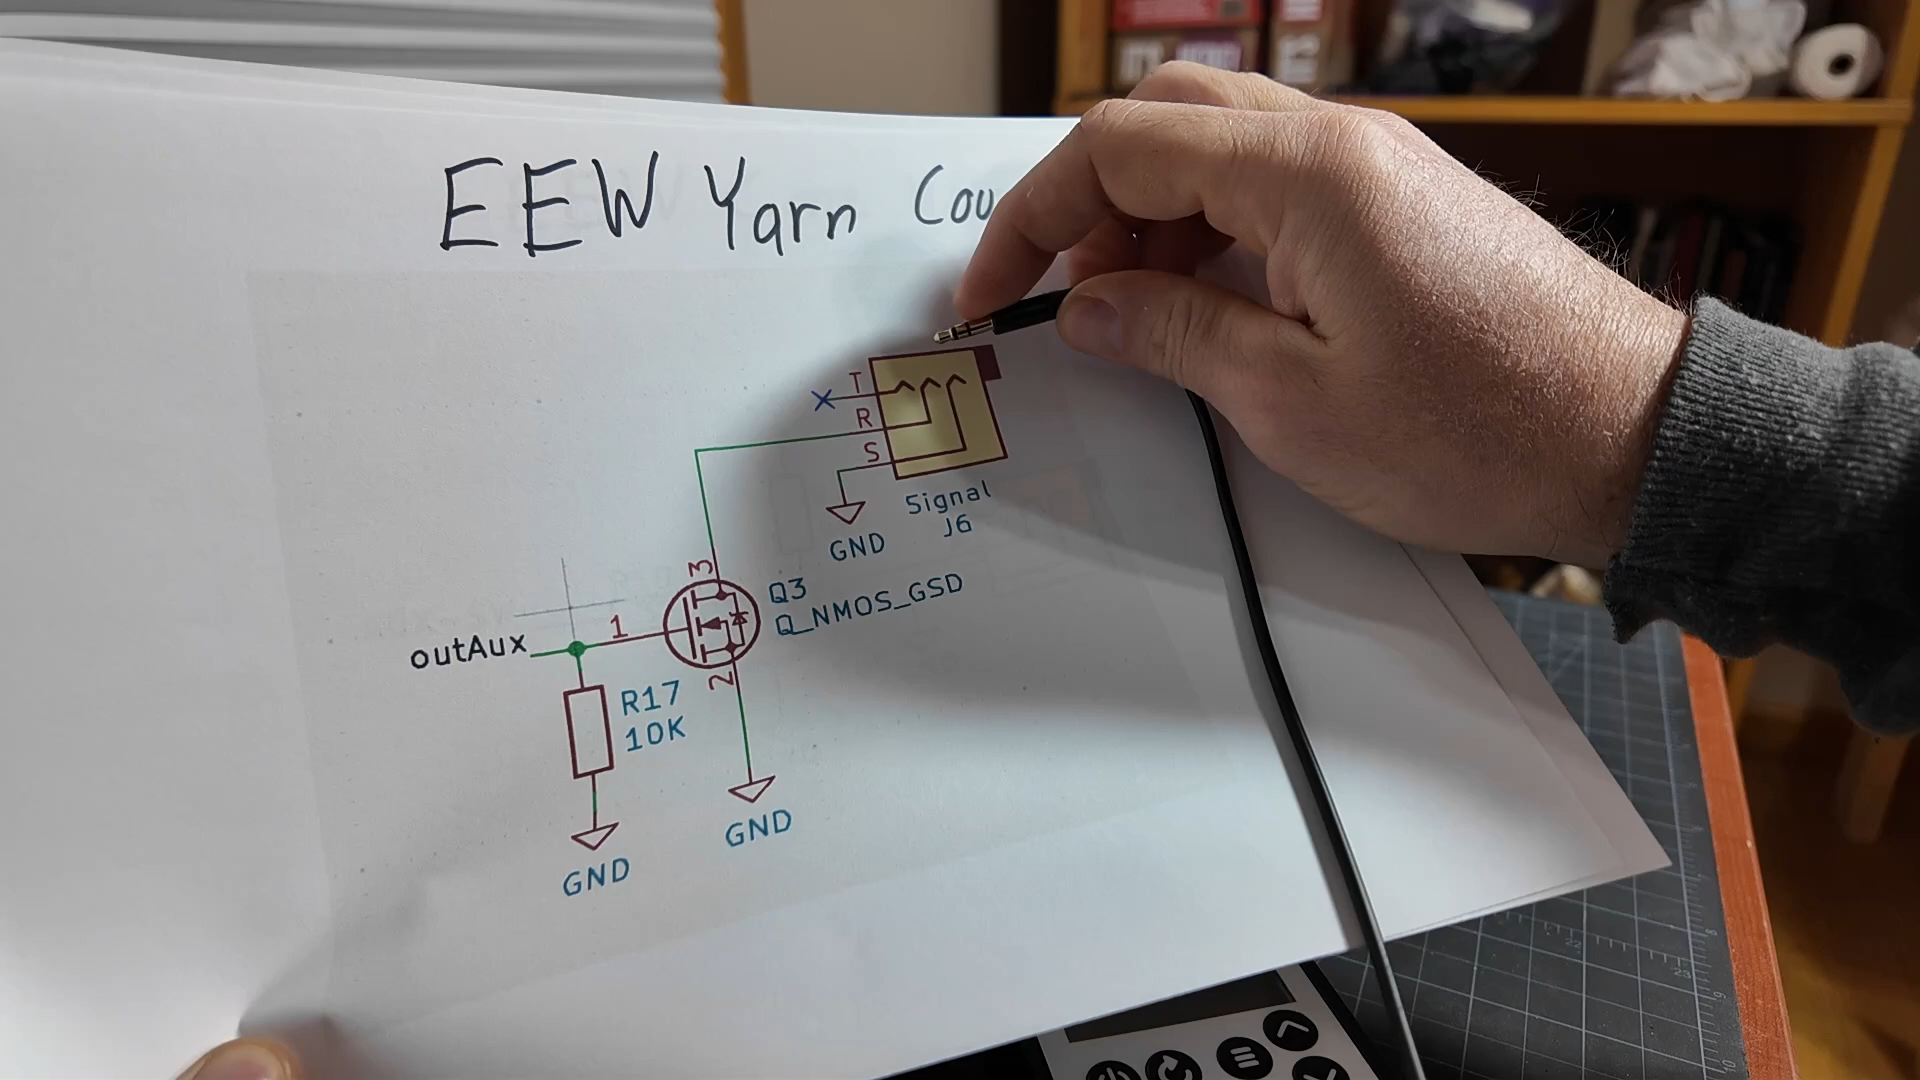 EEW Yarn Cou
T
R
S
Signal
J6
GND
3
Q3
Q_NMOS_GSD
outAux
1
2
R17
10K
GND
GND